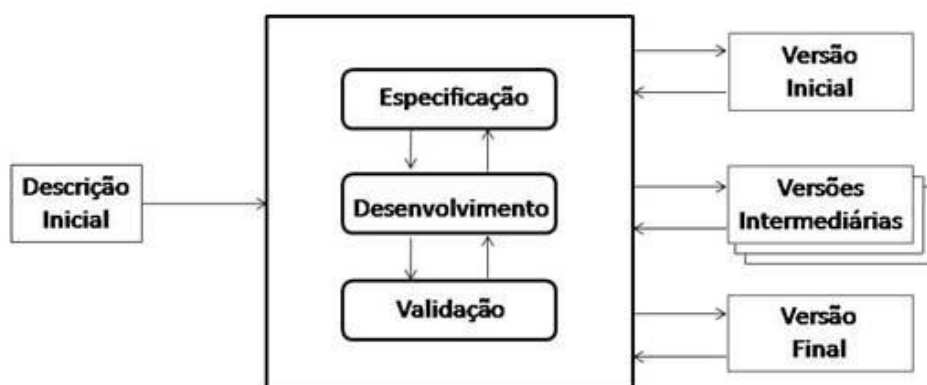 Descrição
Inicial
Especificação
Desenvolvimento
Validação
Versão
Inicial
Versões
Intermediárias
Versão
Final